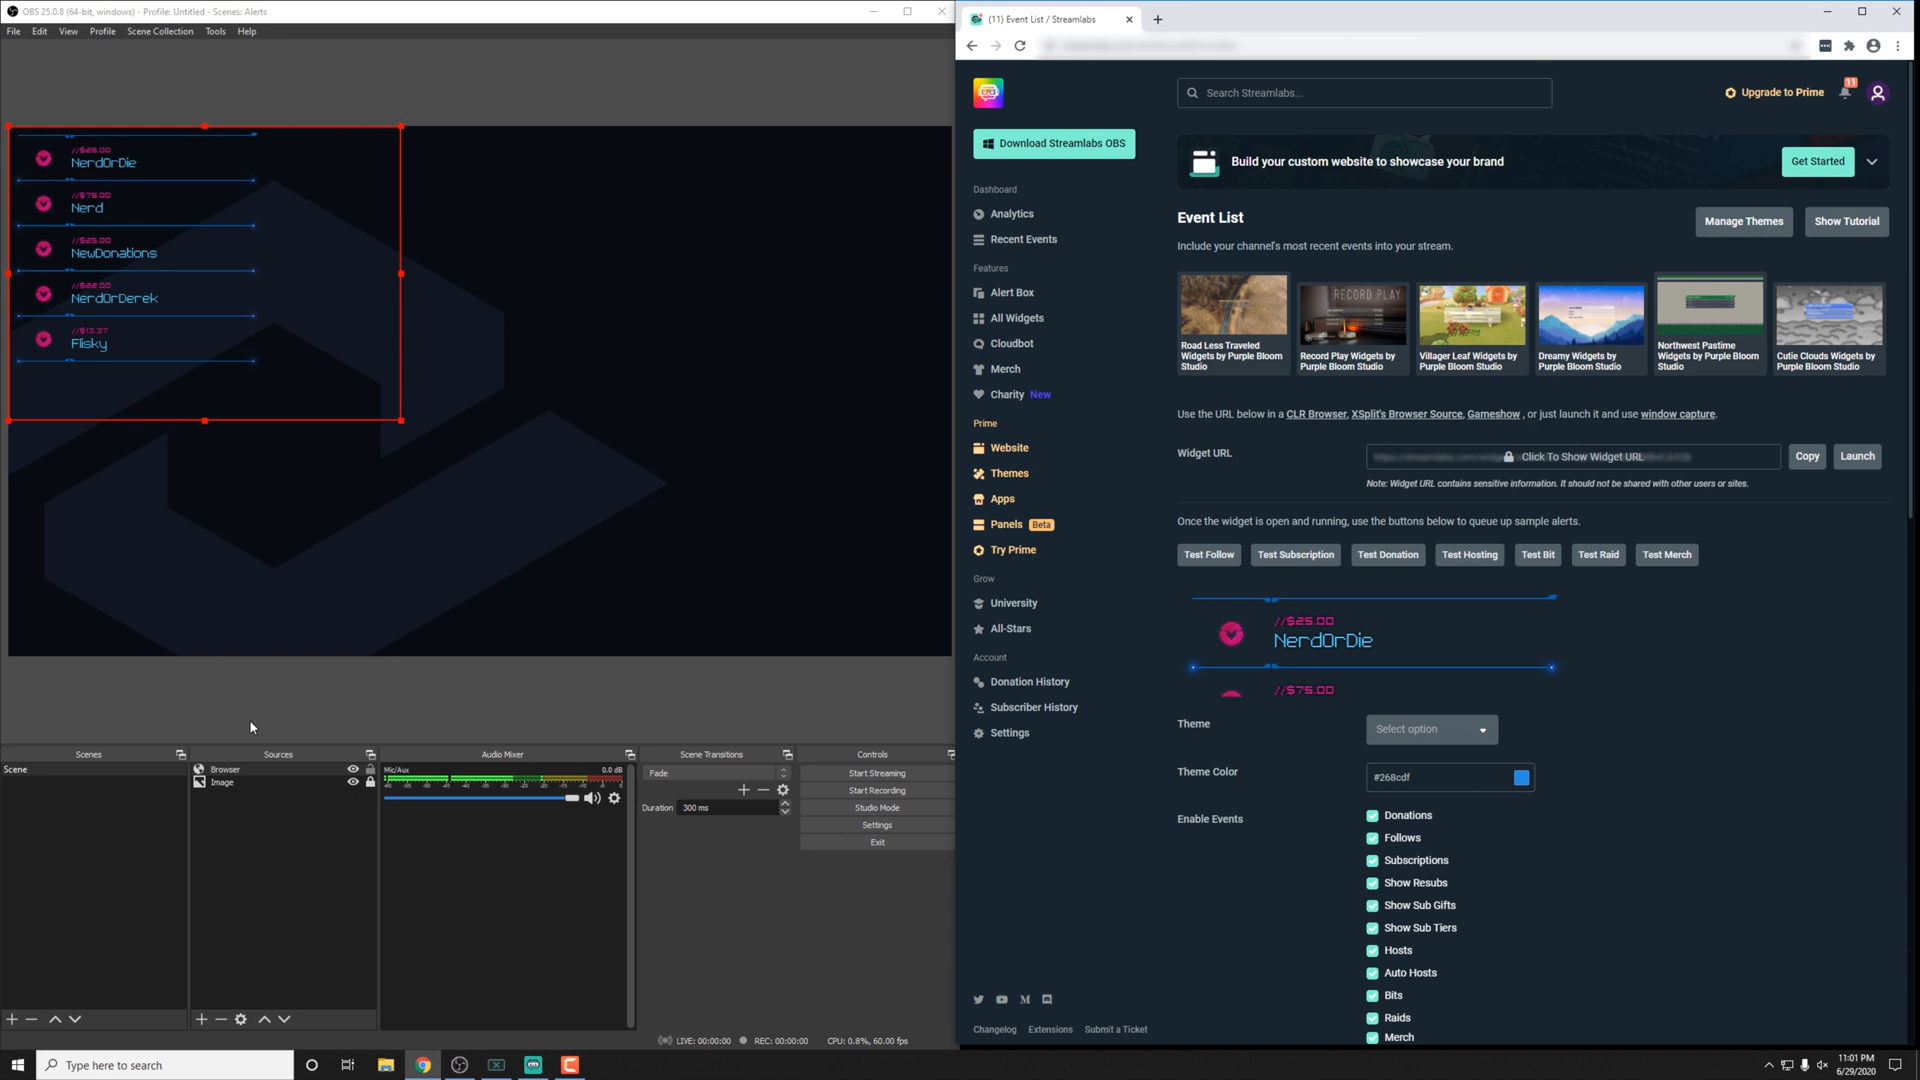 OBS 25.0.8 (64-bit, windows) - Profile: Untitled - Scenes: Alerts
File Edit View Profile Scene Collection Tools Help
//$25.00
NerdOrDie
//$75.00
Nerd
//$25.00
NewDonations
//$22.00
NerdOrDerek
//$13.37
Flisky
Scenes
Scene
Sources
Browser
Image
Audio Mixer
Mic/Aux 0.0 dB
-60 -55 -50 -45 -40 -35 -30 -25 -20 -15 -10 -5 0
Scene Transitions
Fade
Duration 300 ms
Controls
Start Streaming
Start Recording
Studio Mode
Settings
Exit
LIVE: 00:00:00 REC: 00:00:00 CPU: 0.8%, 60.00 fps
(11) Event List / Streamlabs
Search Streamlabs...
Upgrade to Prime
11
Download Streamlabs OBS
Dashboard
Analytics
Recent Events
Features
Alert Box
All Widgets
Cloudbot
Merch
Charity New
Prime
Website
Themes
Apps
Panels Beta
Try Prime
Grow
University
All-Stars
Account
Donation History
Subscriber History
Settings
Changelog Extensions Submit a Ticket
Build your custom website to showcase your brand
Get Started
Event List
Manage Themes
Show Tutorial
Include your channel's most recent events into your stream.
Road Less Traveled Widgets by Purple Bloom Studio
RECORD PLAY
Record Play Widgets by Purple Bloom Studio
Villager Leaf Widgets by Purple Bloom Studio
Dreamy Widgets by Purple Bloom Studio
Northwest Pastime Widgets by Purple Bloom Studio
Cutie Clouds Widgets by Purple Bloom Studio
Use the URL below in a CLR Browser, XSplit's Browser Source, Gameshow , or just launch it and use window capture.
Widget URL
Click To Show Widget URL
Copy
Launch
Note: Widget URL contains sensitive information. It should not be shared with other users or sites.
Once the widget is open and running, use the buttons below to queue up sample alerts.
Test Follow Test Subscription Test Donation Test Hosting Test Bit Test Raid Test Merch
//$25.00
NerdOrDie
//$75.00
Theme
Select option
Theme Color
#268cdf
Enable Events
Donations
Follows
Subscriptions
Show Resubs
Show Sub Gifts
Show Sub Tiers
Hosts
Auto Hosts
Bits
Raids
Merch
Type here to search
11:01 PM
6/29/2020